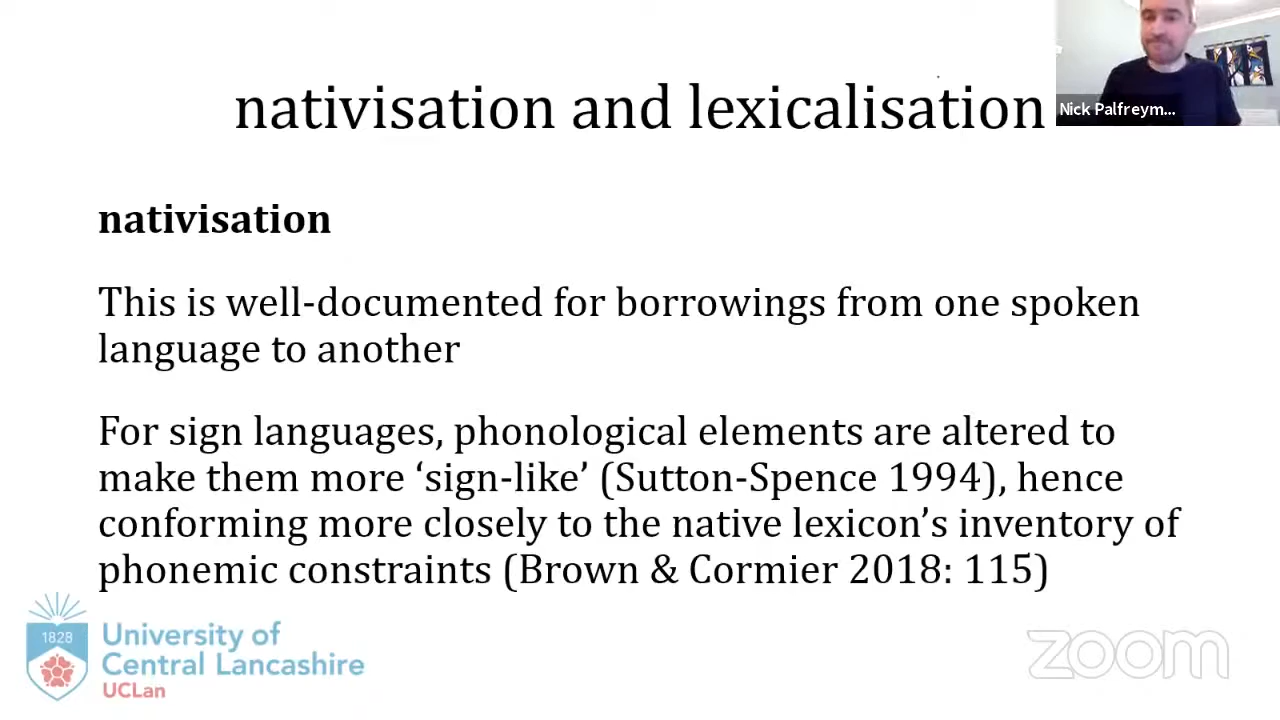 nativisation and lexicalisation
Nick Palfreym...
nativisation
This is well-documented for borrowings from one spoken
language to another
For sign languages, phonological elements are altered to
make them more ‘sign-like’ (Sutton-Spence 1994), hence
conforming more closely to the native lexicon’s inventory of
phonemic constraints (Brown & Cormier 2018: 115)
1828
University of
Central Lancashire
UCLan
zoom